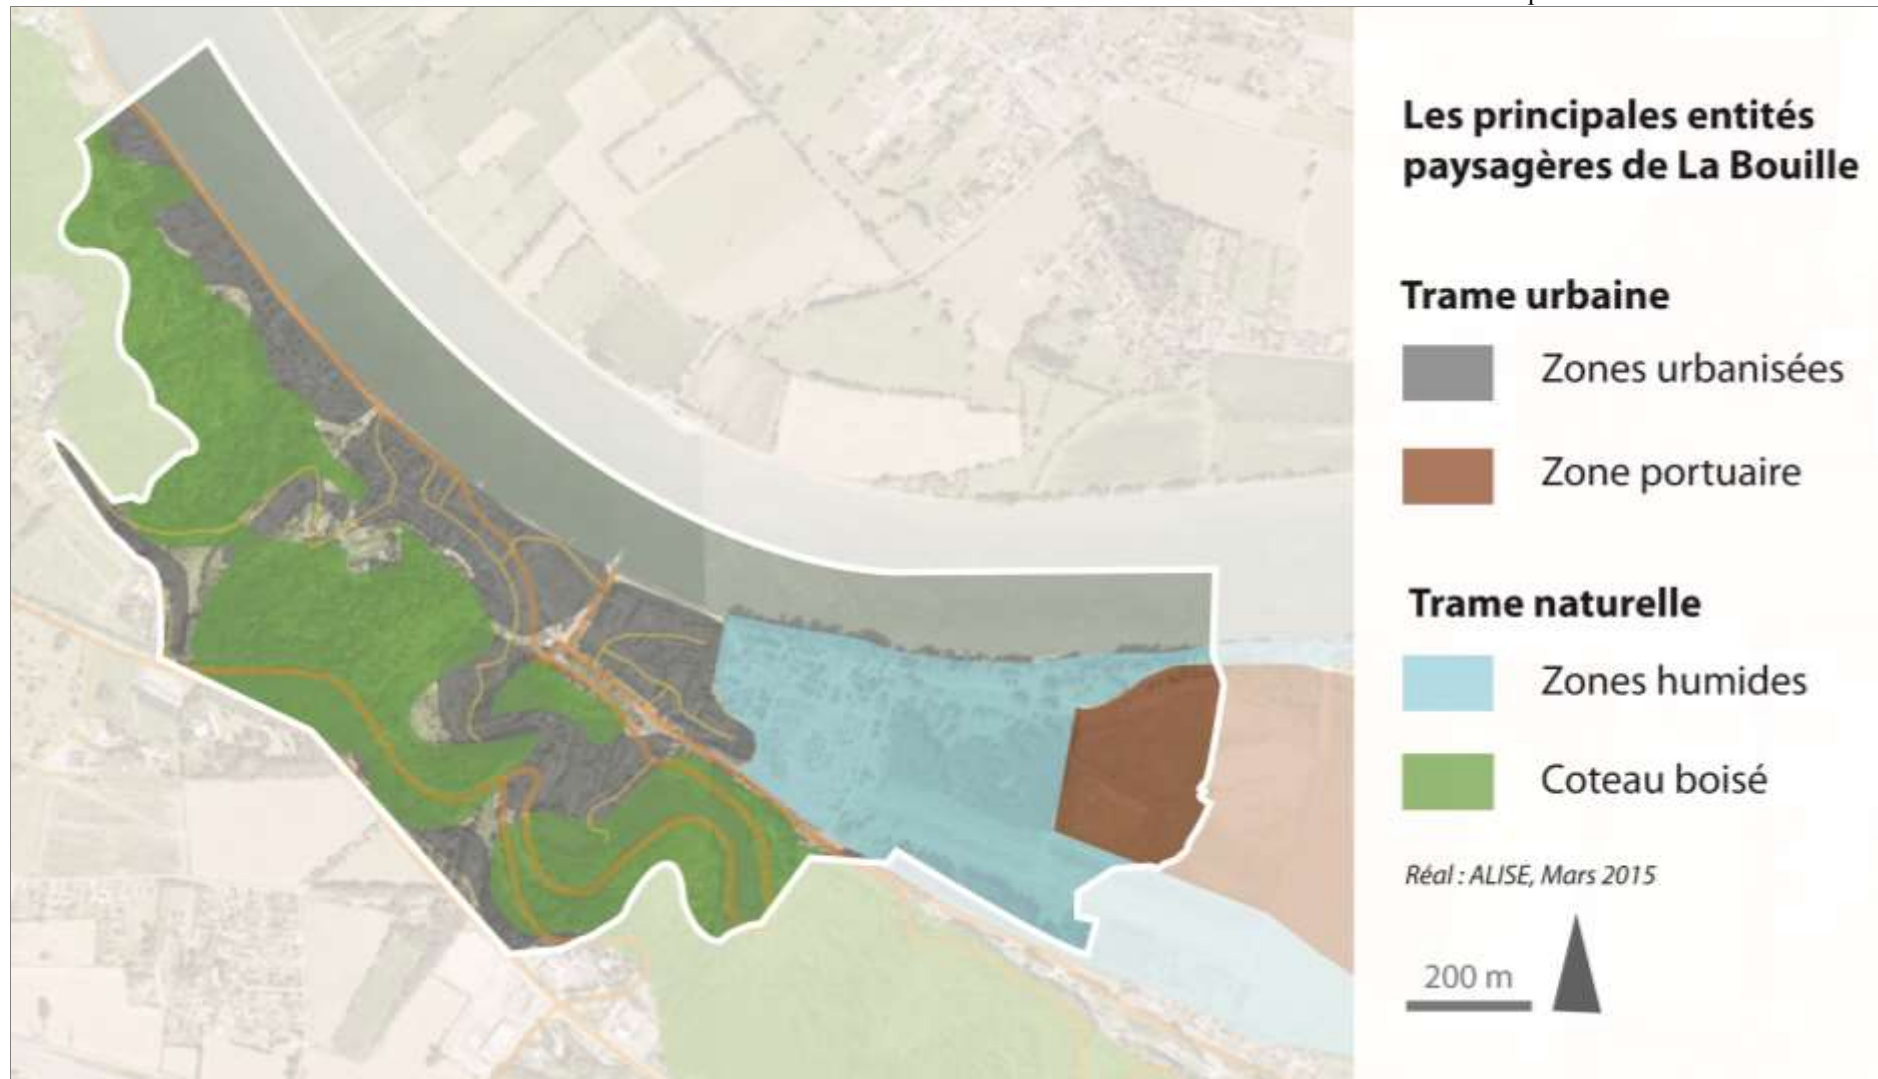 Les principales entités
paysagères de La Bouille
Trame urbaine
Zones urbanisées
Zone portuaire
Trame naturelle
Zones humides
Coteau boisé
Réal : ALISE, Mars 2015
200 m